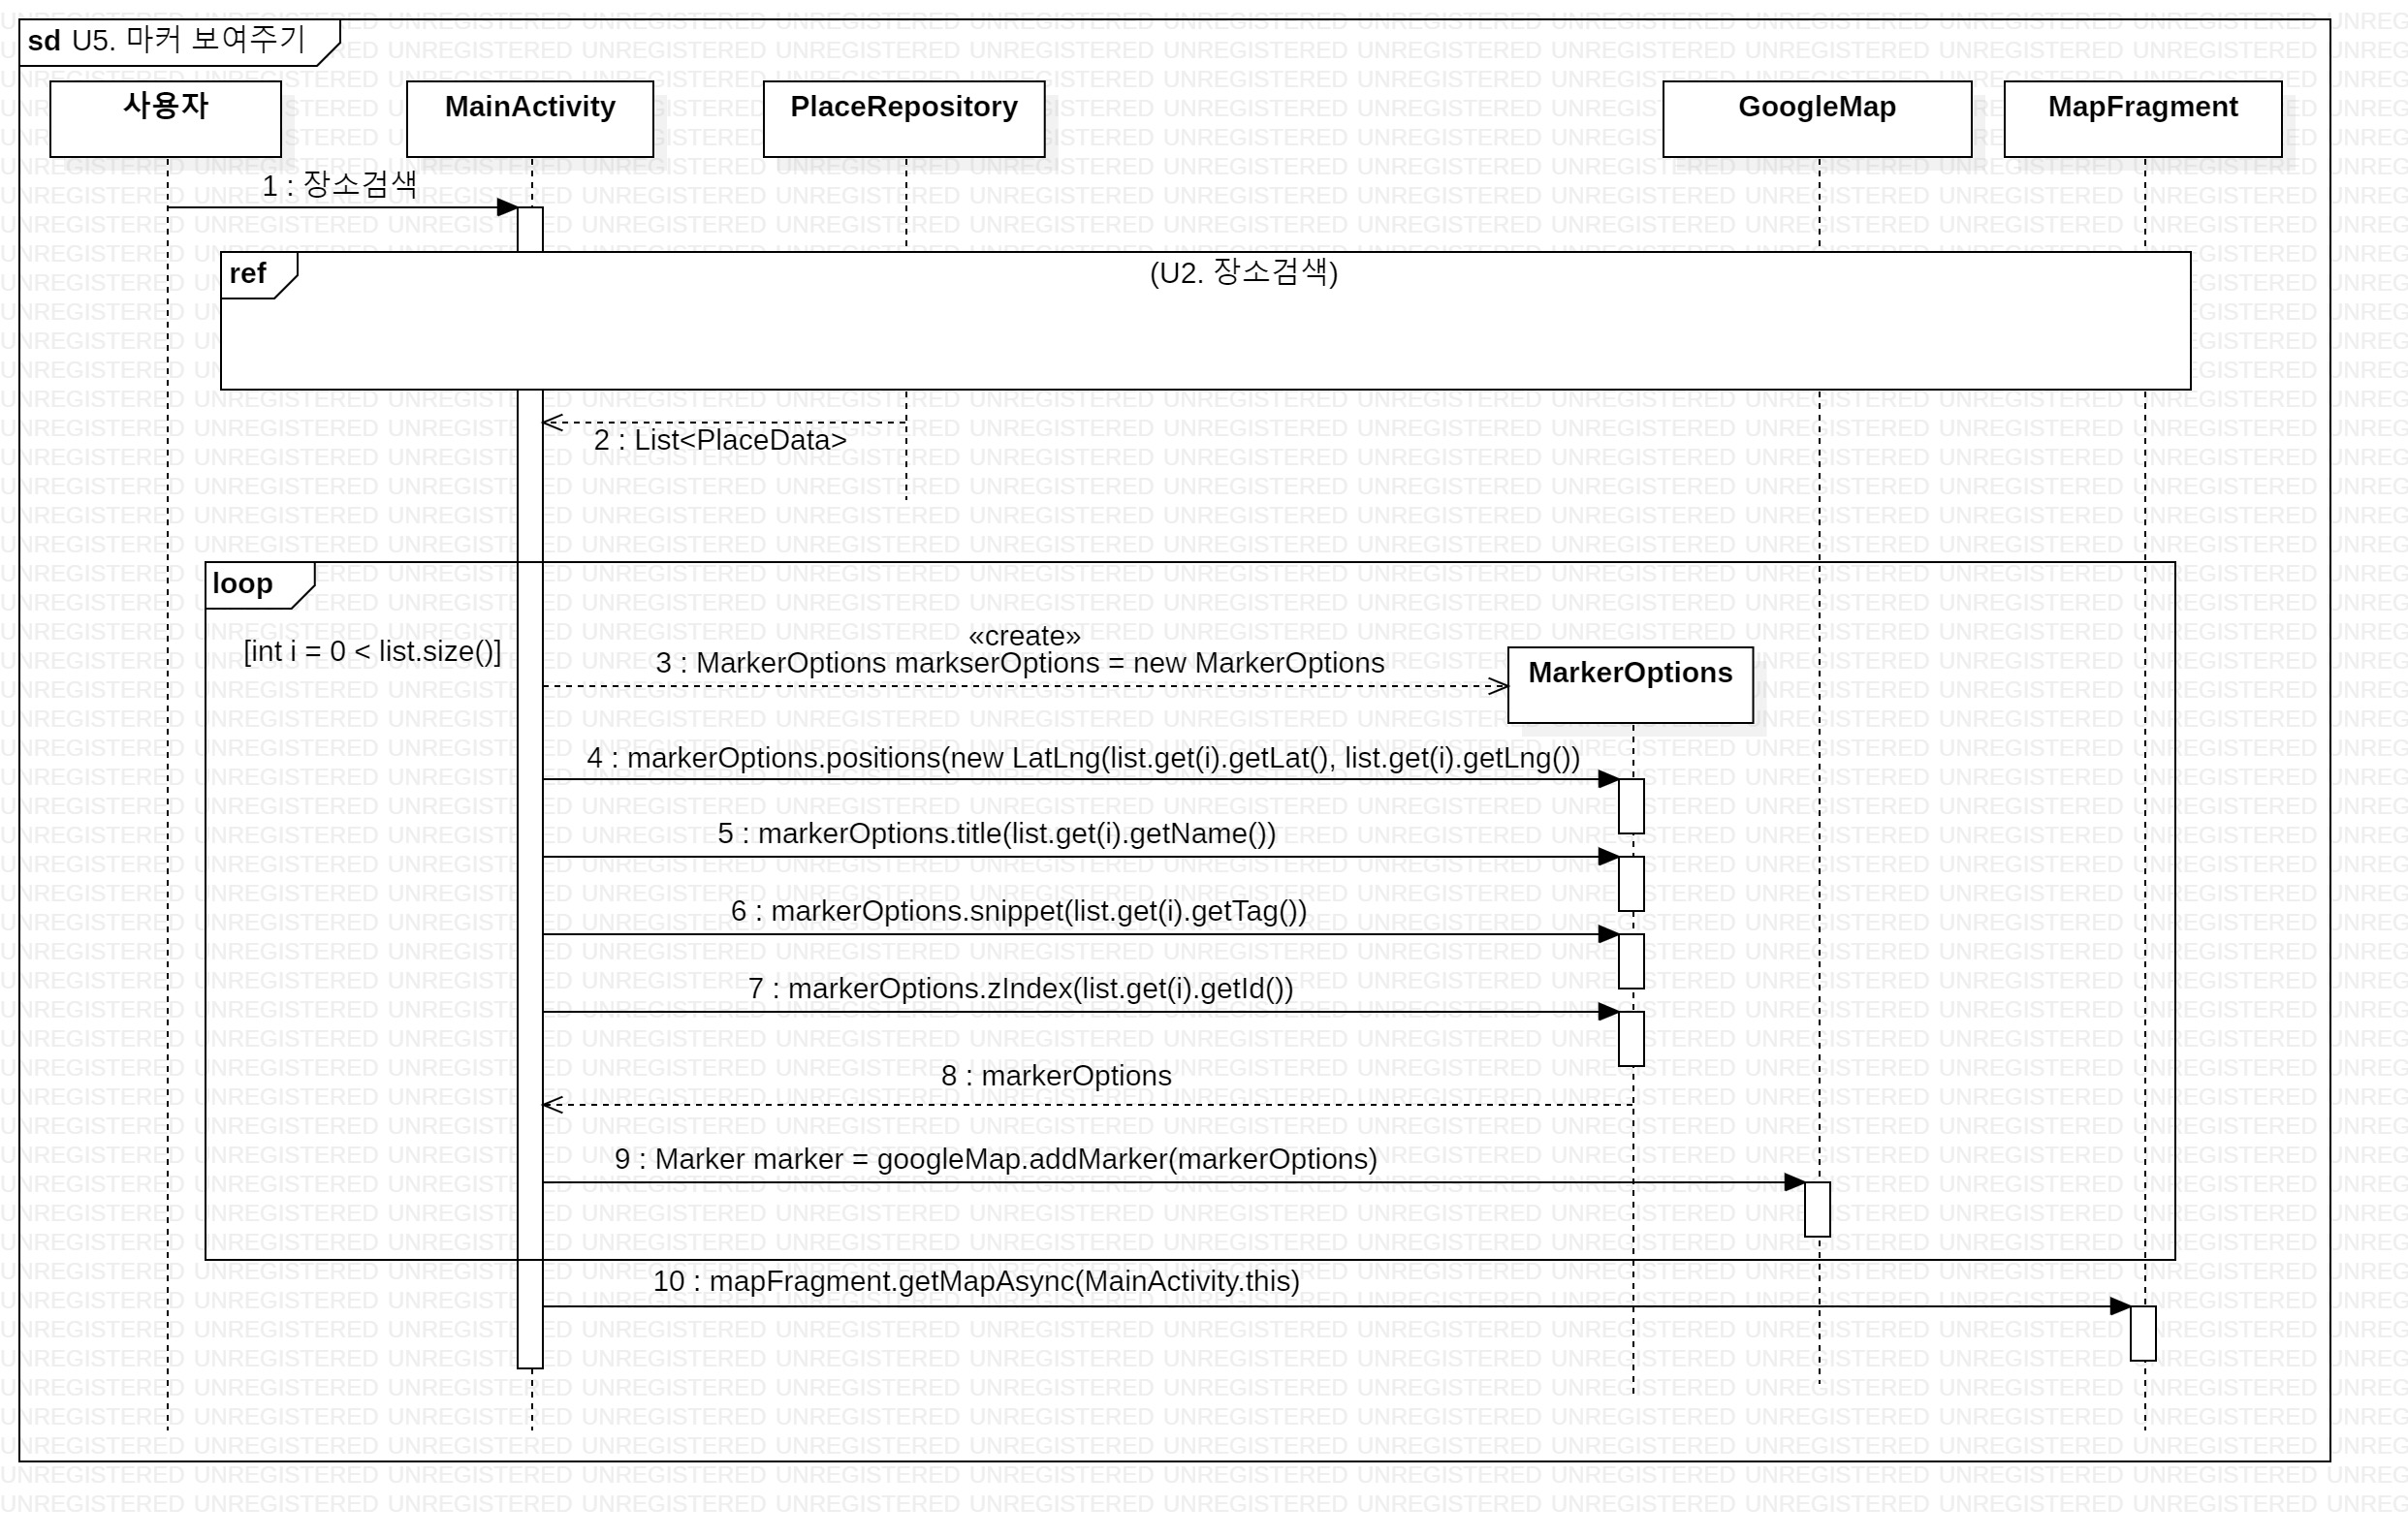 sd U5. 마커 보여주기
사용자
MainActivity
PlaceRepository
GoogleMap
MapFragment
1 : 장소검색
ref
(U2. 장소검색)
2 : List<PlaceData>
loop
[int i = 0 < list.size()]
«create»
3 : MarkerOptions markserOptions = new MarkerOptions
MarkerOptions
4 : markerOptions.positions(new LatLng(list.get(i).getLat(), list.get(i).getLng())
5 : markerOptions.title(list.get(i).getName())
6 : markerOptions.snippet(list.get(i).getTag())
7 : markerOptions.zIndex(list.get(i).getId())
8 : markerOptions
9 : Marker marker = googleMap.addMarker(markerOptions)
10 : mapFragment.getMapAsync(MainActivity.this)
UNREGISTERED